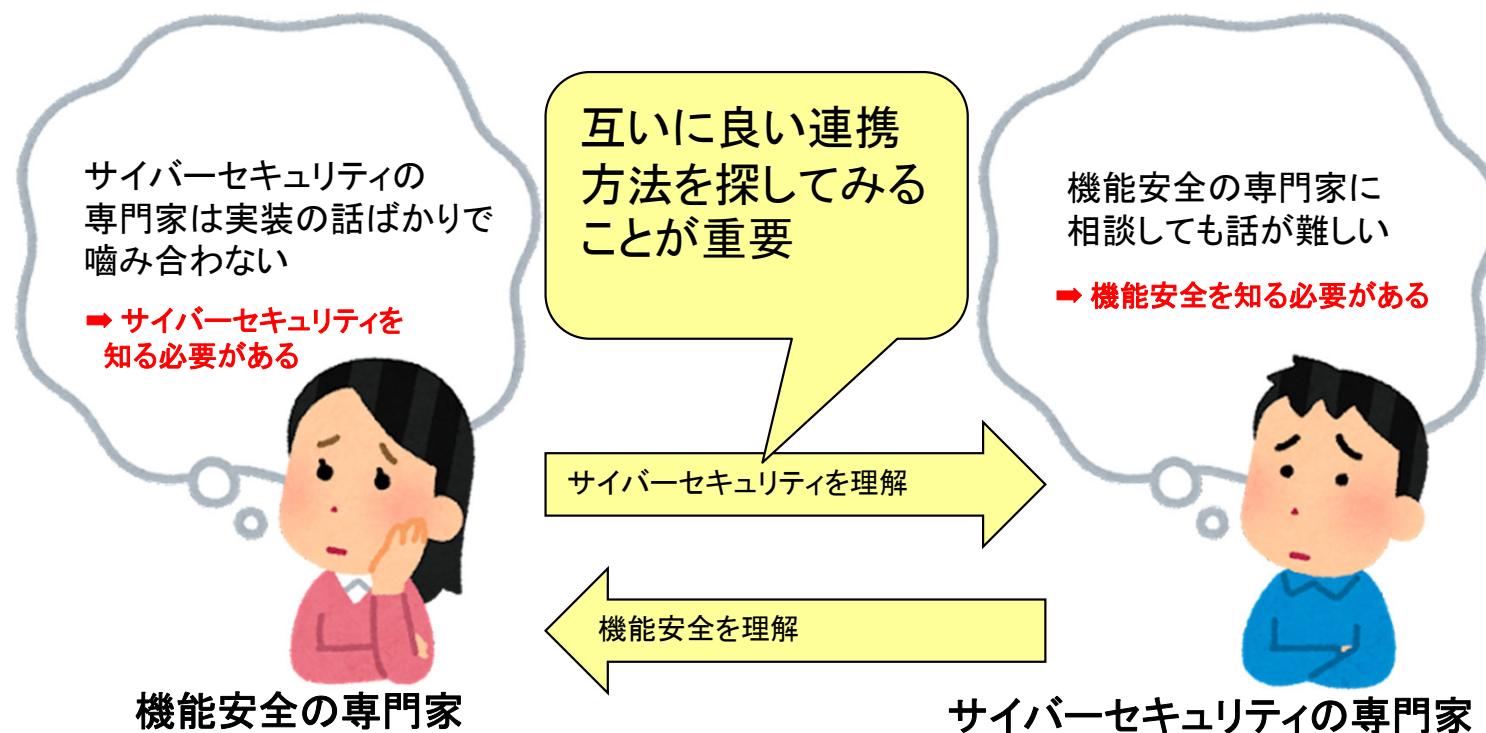 サイバーセキュリティの
専門家は実装の話ばかりで
噛み合わない
➡ サイバーセキュリティを
知る必要がある
互いに良い連携
方法を探してみる
ことが重要
機能安全の専門家に
相談しても話が難しい
➡ 機能安全を知る必要がある
サイバーセキュリティを理解
機能安全を理解
機能安全の専門家
サイバーセキュリティの専門家